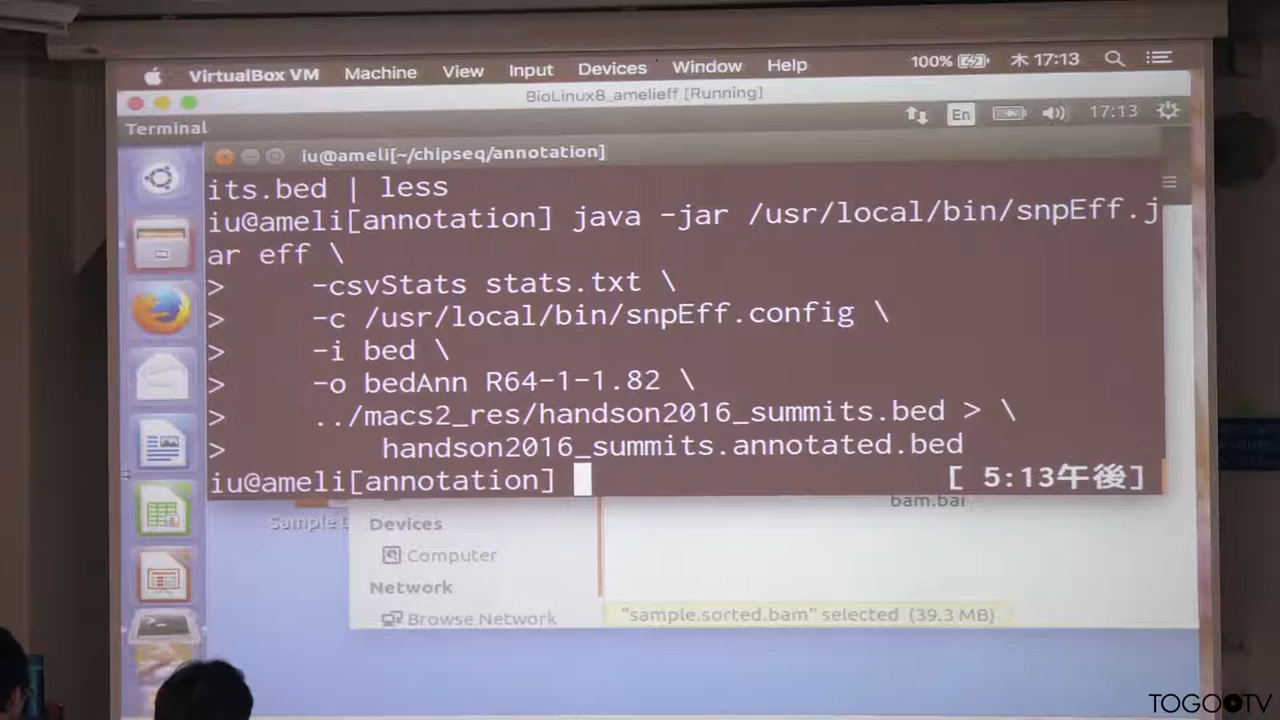 VirtualBox VM Machine View Input Devices Window Help 100% 木 17:13
BioLinux8_amelieff [Running]
Terminal En 17:13
iu@ameli[~/chipseq/annotation]
its.bed | less
iu@ameli[annotation] java -jar /usr/local/bin/snpEff.j
ar eff \
> -csvStats stats.txt \
> -c /usr/local/bin/snpEff.config \
> -i bed \
> -o bedAnn R64-1-1.82 \
> ../macs2_res/handson2016_summits.bed > \
> handson2016_summits.annotated.bed
iu@ameli[annotation] [ 5:13午後]
bam.bai
Sample
Devices
Computer
Network
Browse Network
"sample.sorted.bam" selected (39.3 MB)
TOGOTV